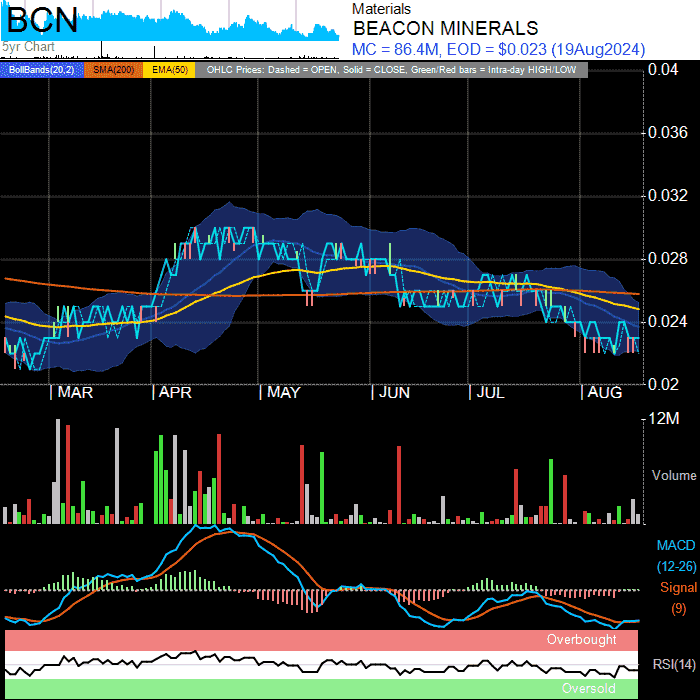 BCN
5yr Chart
Materials
BEACON MINERALS
MC = 86.4M, EOD = $0.023 (19Aug2024)
BollBands(20,2) SMA(200) EMA(50) OHLC Prices: Dashed = OPEN, Solid = CLOSE, Green/Red bars = Intra-day HIGH/LOW
0.04
0.036
0.032
0.028
0.024
0.02
MAR APR MAY JUN JUL AUG
12M
Volume
MACD
(12-26)
Signal
(9)
Overbought
RSI(14)
Oversold